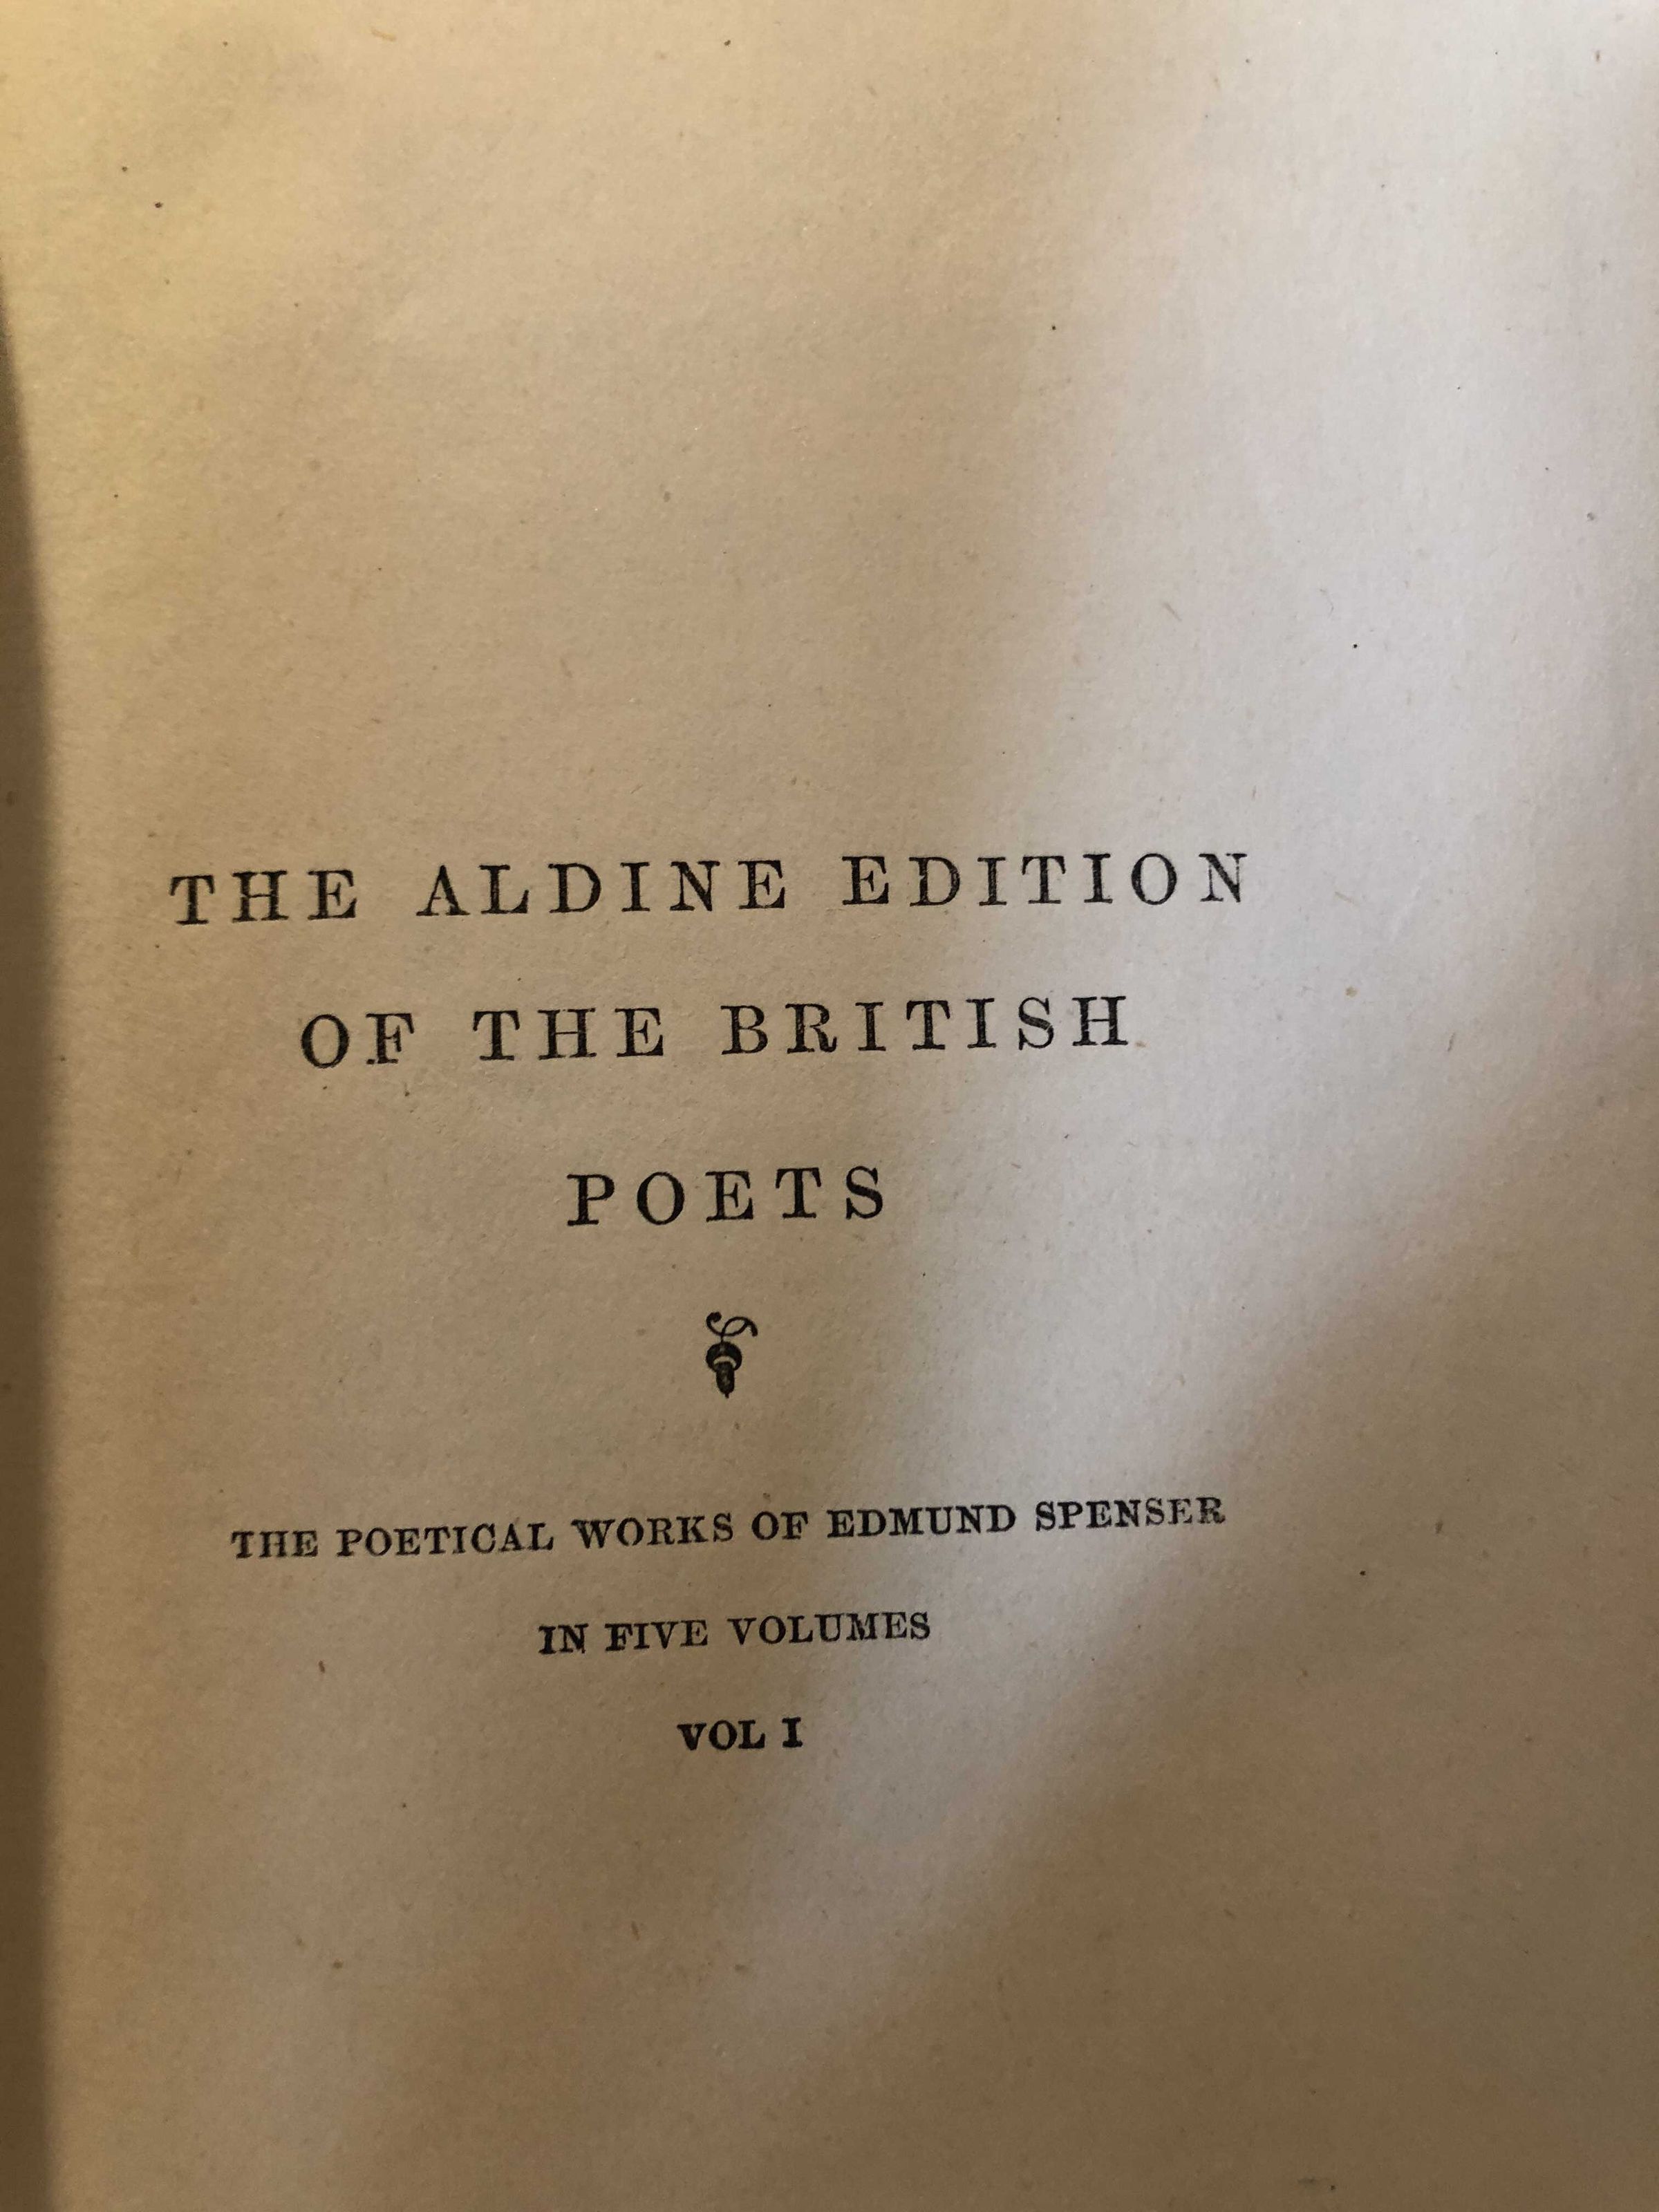 THE ALDINE EDITION
OF THE BRITISH
POETS
THE POETICAL WORKS OF EDMUND SPENSER
IN FIVE VOLUMES
VOL I